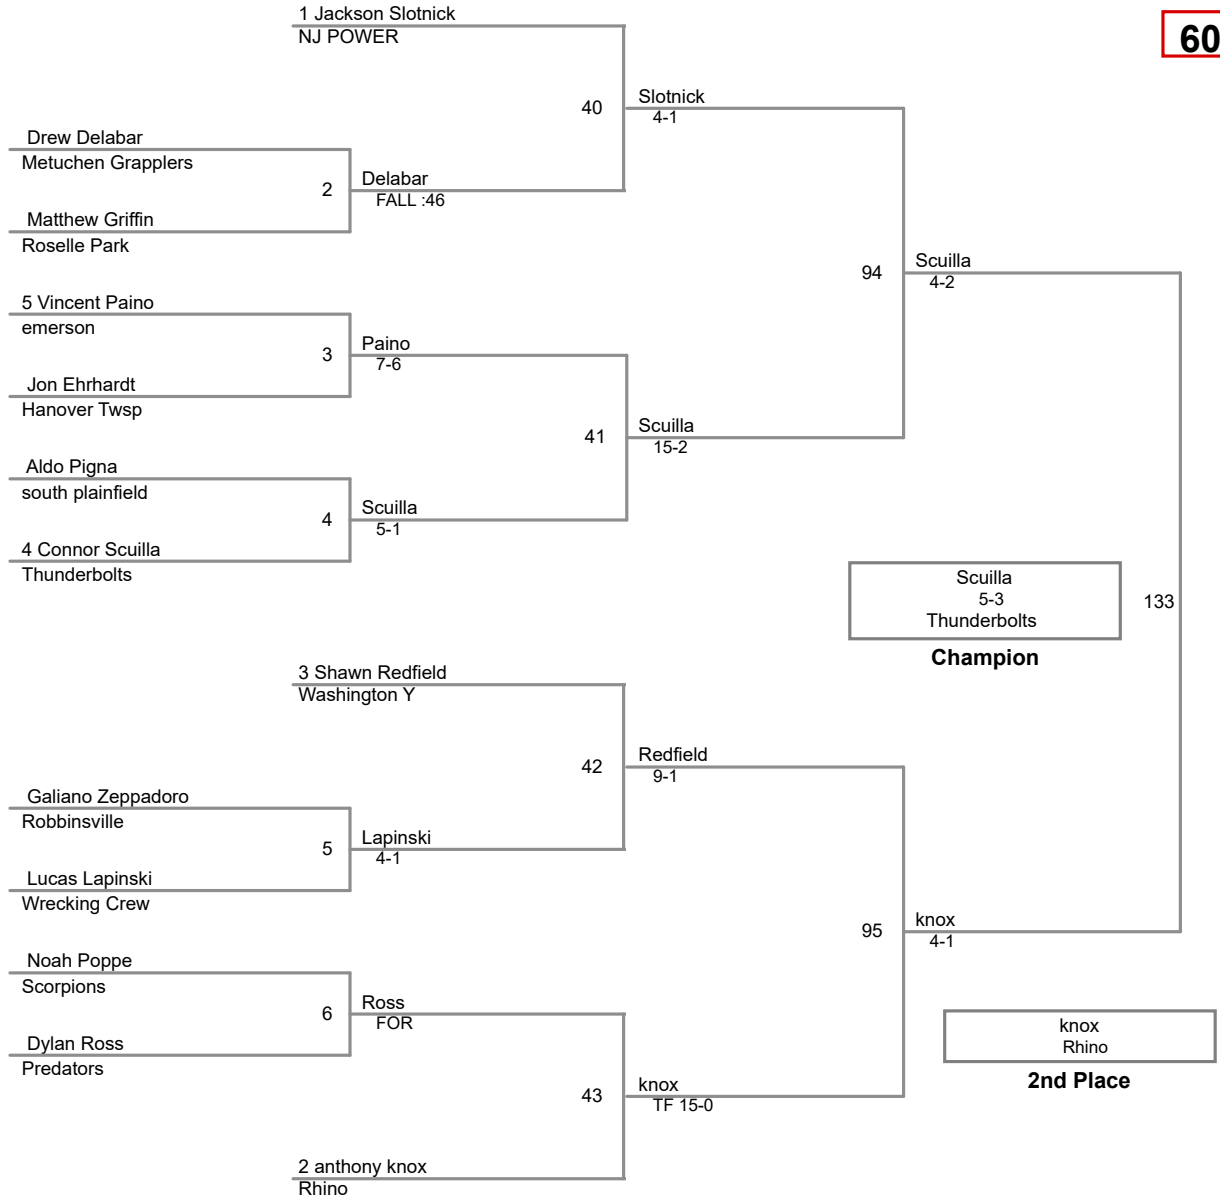 1 Jackson Slotnick
NJ POWER
60
40
Slotnick
4-1
Drew Delabar
Metuchen Grapplers
2
Delabar
FALL :46
Matthew Griffin
Roselle Park
94
Scuilla
4-2
5 Vincent Paino
emerson
3
Paino
7-6
Jon Ehrhardt
Hanover Twsp
41
Scuilla
15-2
Aldo Pigna
south plainfield
4
Scuilla
5-1
4 Connor Scuilla
Thunderbolts
Scuilla
5-3
Thunderbolts
133
Champion
3 Shawn Redfield
Washington Y
42
Redfield
9-1
Galiano Zeppadoro
Robbinsville
5
Lapinski
4-1
Lucas Lapinski
Wrecking Crew
95
knox
4-1
Noah Poppe
Scorpions
6
Ross
FOR
Dylan Ross
Predators
knox
Rhino
2nd Place
43
knox
TF 15-0
2 anthony knox
Rhino